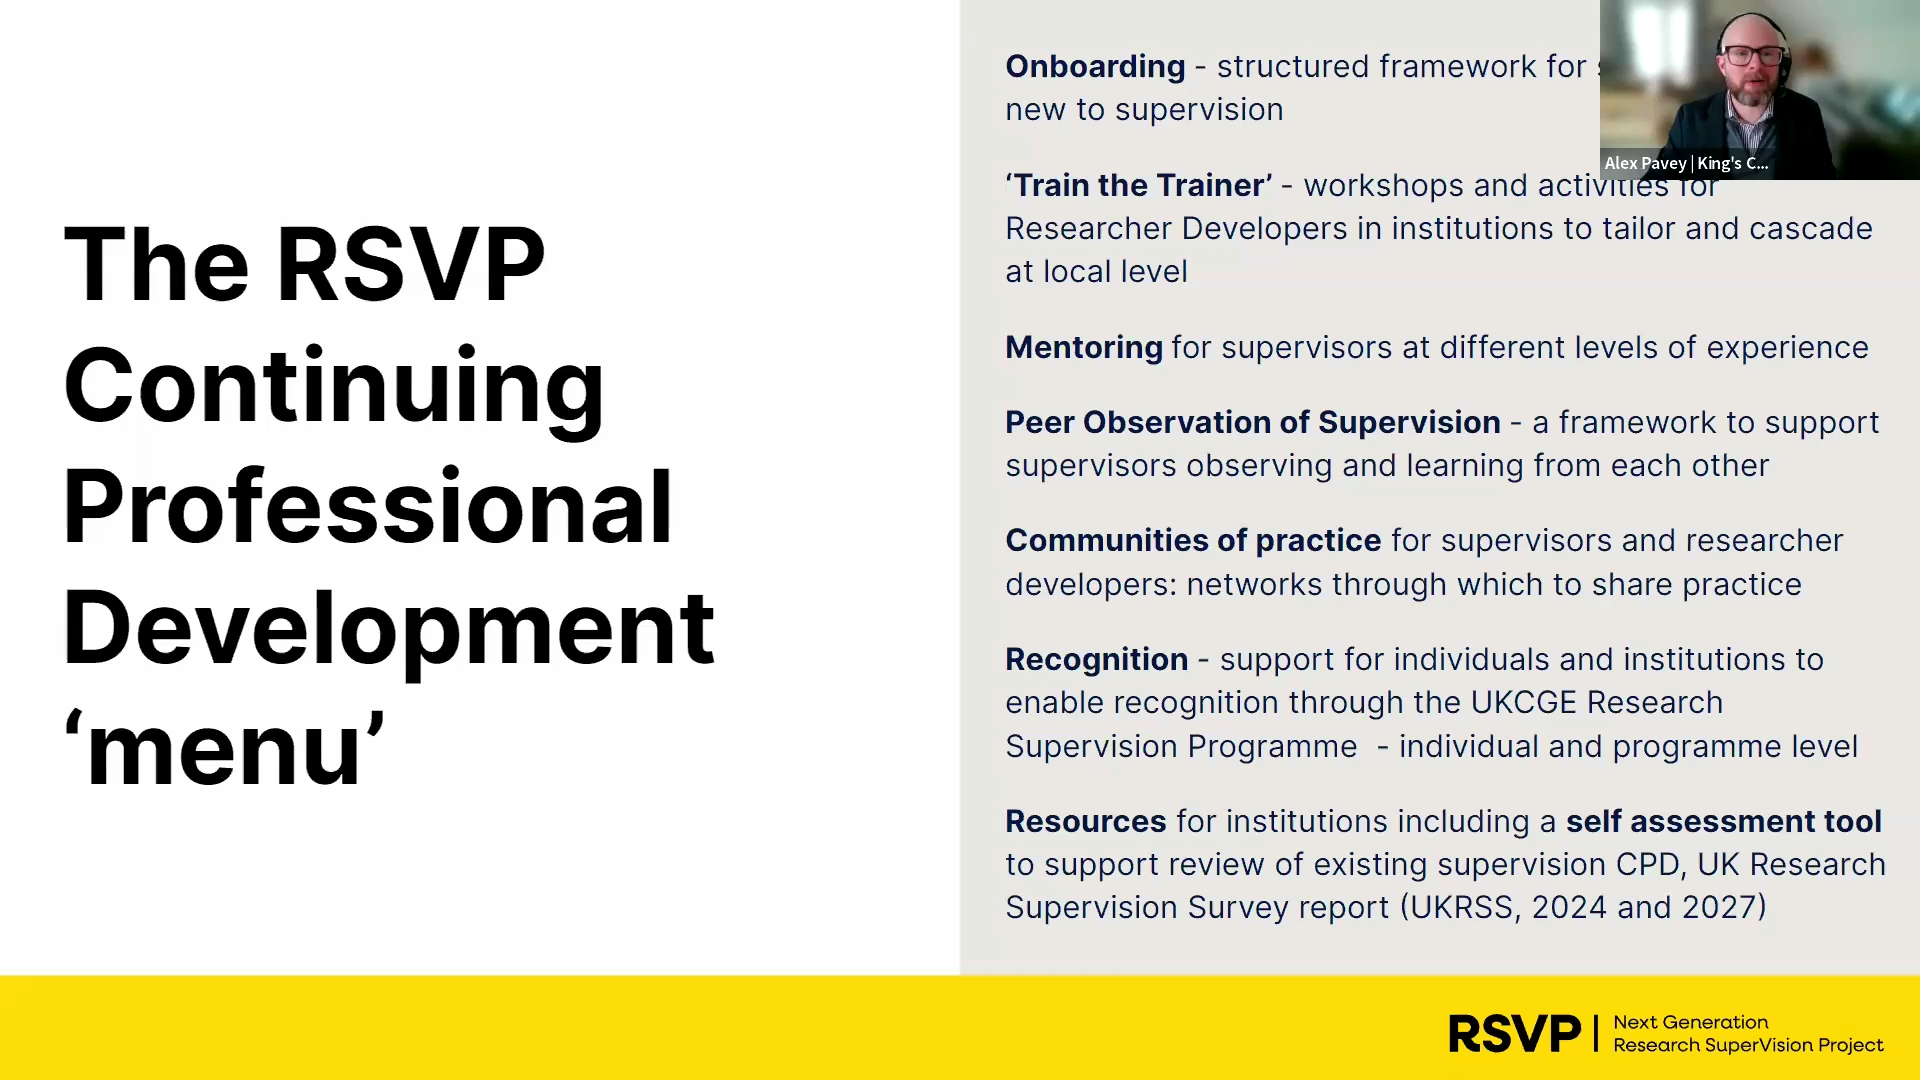 The RSVP
Continuing
Professional
Development
‘menu’
Onboarding - structured framework for
new to supervision
‘Train the Trainer’ - workshops and activities for
Researcher Developers in institutions to tailor and cascade
at local level
Mentoring for supervisors at different levels of experience
Peer Observation of Supervision - a framework to support
supervisors observing and learning from each other
Communities of practice for supervisors and researcher
developers: networks through which to share practice
Recognition - support for individuals and institutions to
enable recognition through the UKCGE Research
Supervision Programme - individual and programme level
Resources for institutions including a self assessment tool
to support review of existing supervision CPD, UK Research
Supervision Survey report (UKRSS, 2024 and 2027)
Alex Pavey | King's C...
RSVP | Next Generation
Research SuperVision Project